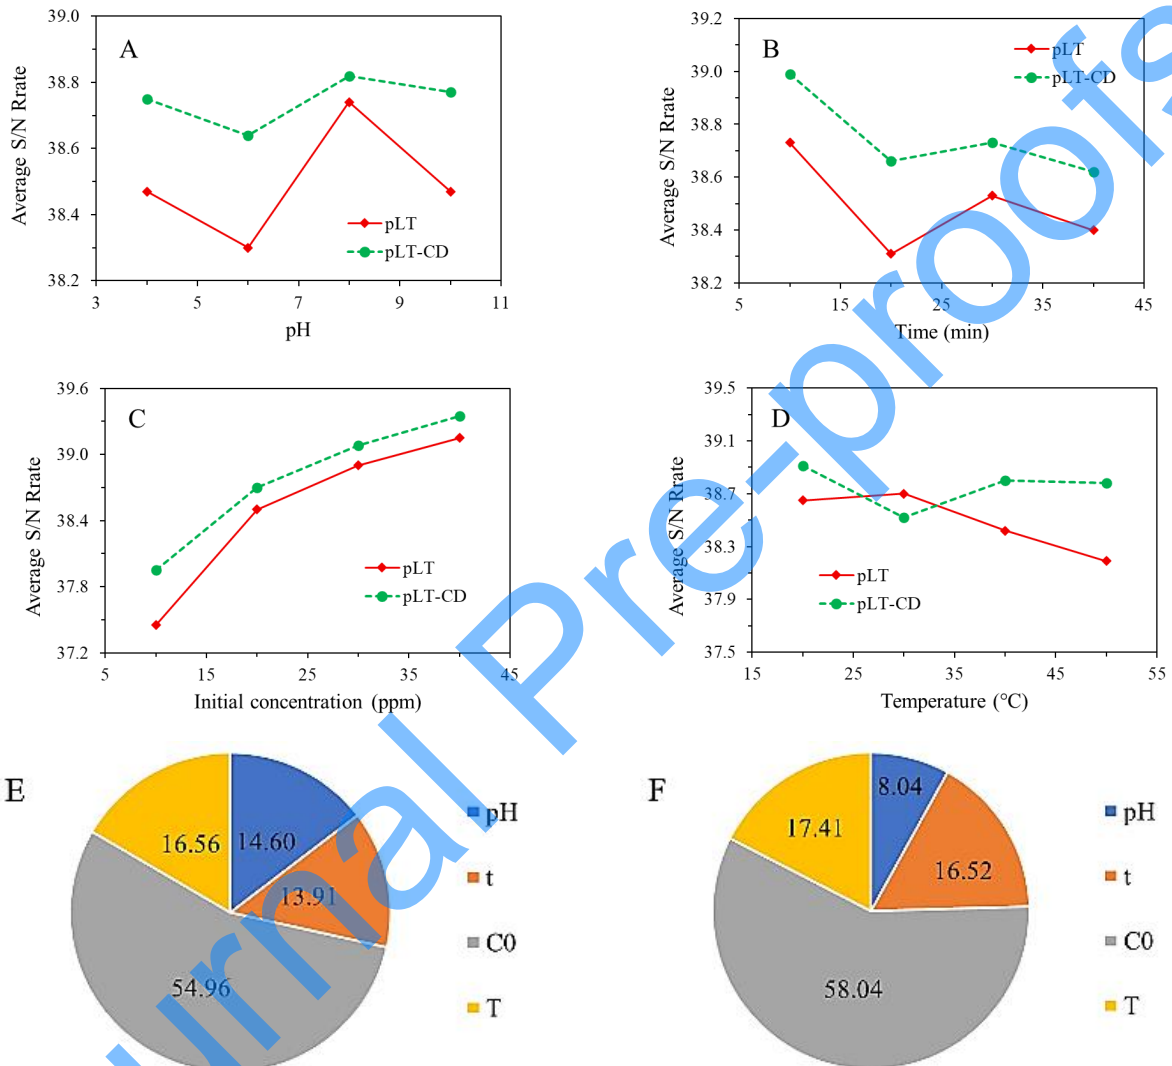 A
Average S/N Rrate
39.0
38.8
38.6
38.4
38.2
3
5
7
9
11
pH
pLT
pLT-CD
B
Average S/N Rrate
39.2
39.0
38.8
38.6
38.4
38.2
5
15
25
35
45
Time (min)
pLT
pLT-CD
C
Average S/N Rrate
39.6
39.0
38.4
37.8
37.2
5
15
25
35
45
Initial concentration (ppm)
pLT
pLT-CD
D
Average S/N Rrate
39.5
39.1
38.7
38.3
37.9
37.5
15
25
35
45
55
Temperature (°C)
pLT
pLT-CD
E
16.56
14.60
13.91
54.96
pH
t
C0
T
F
8.04
17.41
16.52
58.04
pH
t
C0
T
urnal Pre-proofs